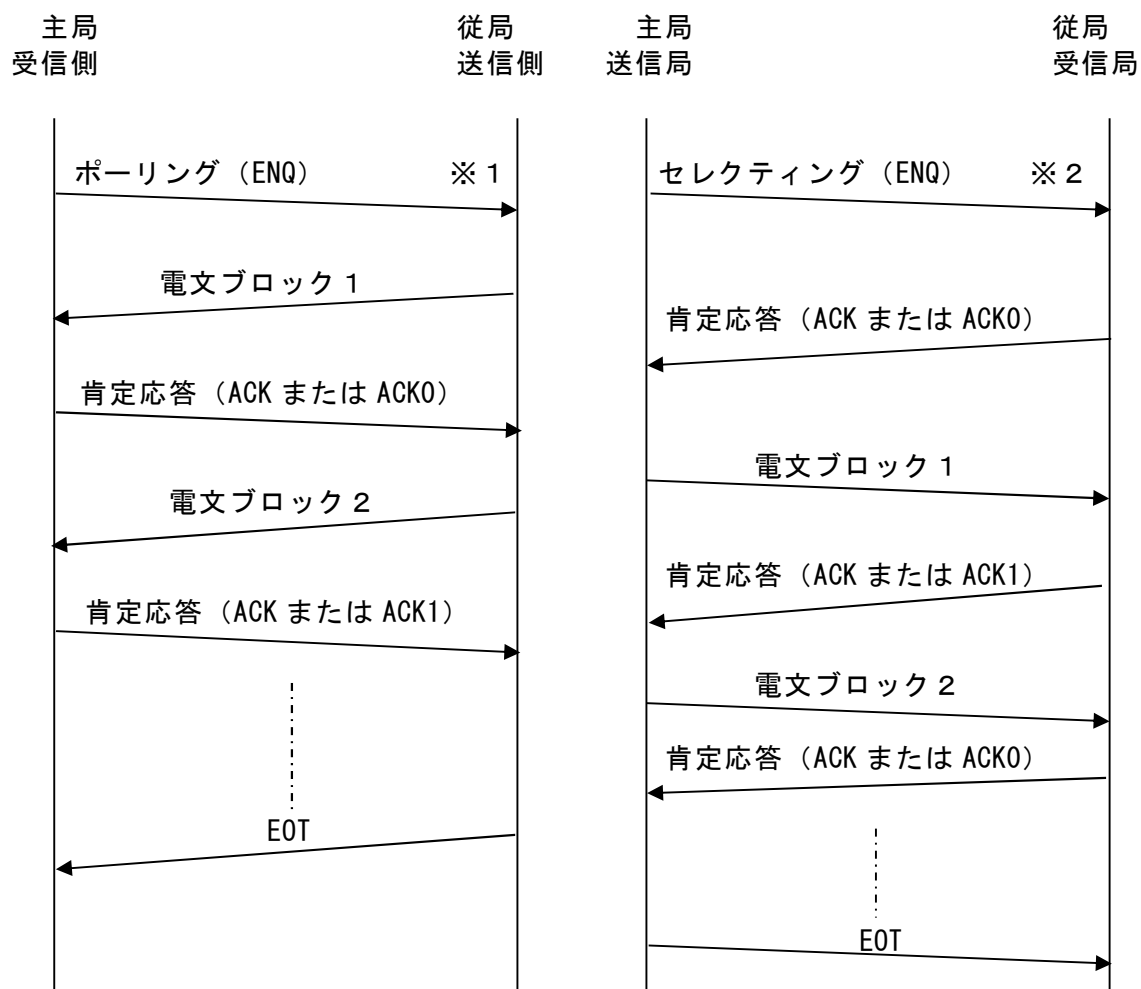 主局
受信側
従局
送信側
ポーリング（ENQ）　※１
電文ブロック１
肯定応答（ACK または ACK0）
電文ブロック２
肯定応答（ACK または ACK1）
EOT
主局
送信局
従局
受信局
セレクティング（ENQ）　※２
肯定応答（ACK または ACK0）
電文ブロック１
肯定応答（ACK または ACK1）
電文ブロック２
肯定応答（ACK または ACK0）
EOT